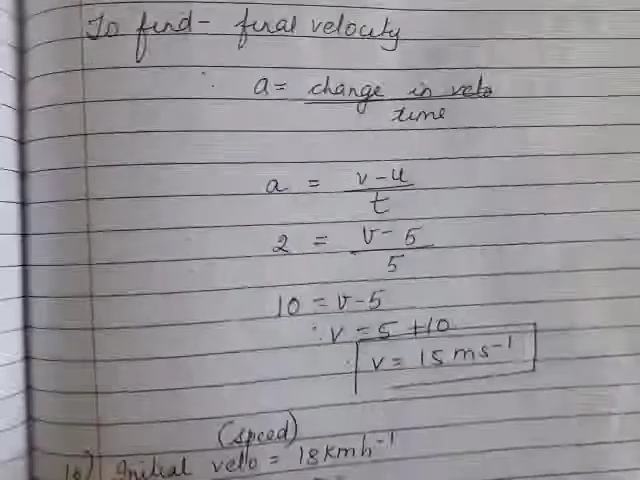 To find - final velocity
a = change in velo
time
a = v - u
t
2 = v - 5
5
10 = v - 5
∴ v = 5 + 10
v = 15 ms⁻¹
(speed)
18) Initial velo = 18 kmh⁻¹